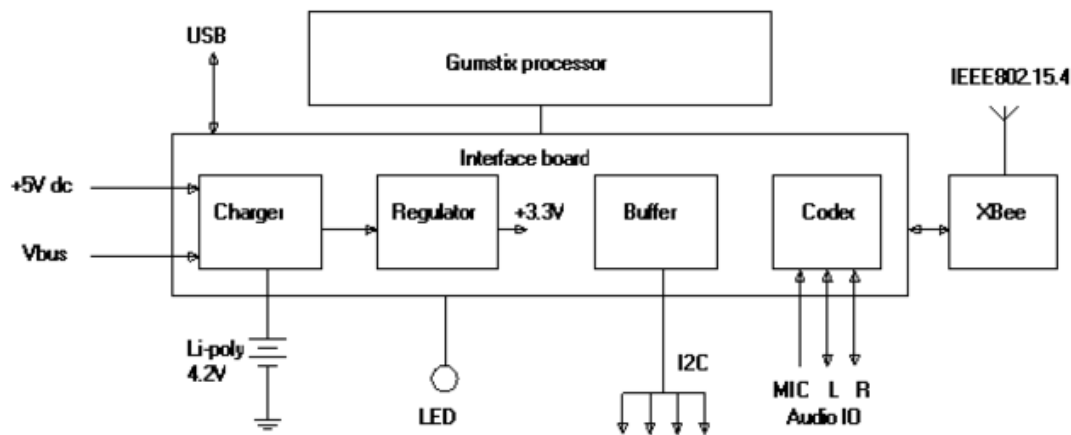 USB
Gumstix processor
IEEE802.15.4
Interface board
+5V dc
Charger
Regulator
+3.3V
Buffer
Codec
XBee
Vbus
Li-poly
4.2V
I2C
LED
MIC L R
Audio IO